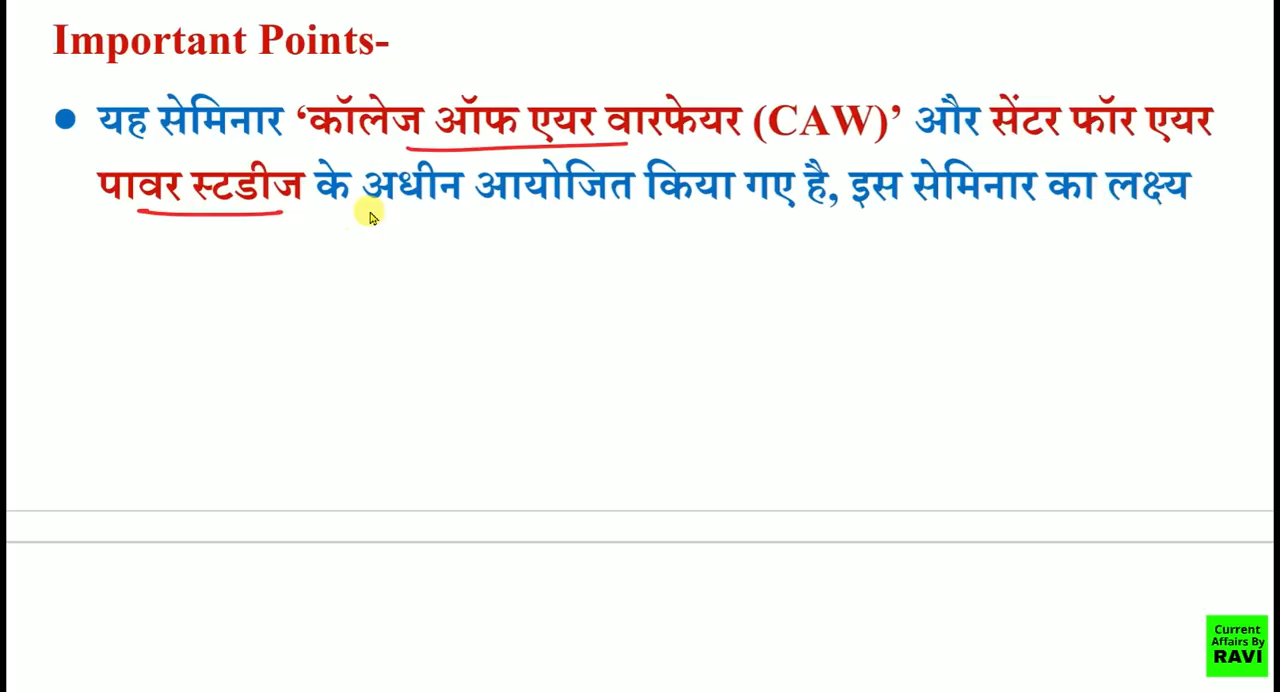 Important Points-
● यह सेमिनार ‘कॉलेज ऑफ एयर वारफेयर (CAW)’ और सेंटर फॉर एयर
पावर स्टडीज के अधीन आयोजित किया गए है, इस सेमिनार का लक्ष्य
Current
Affairs By
RAVI